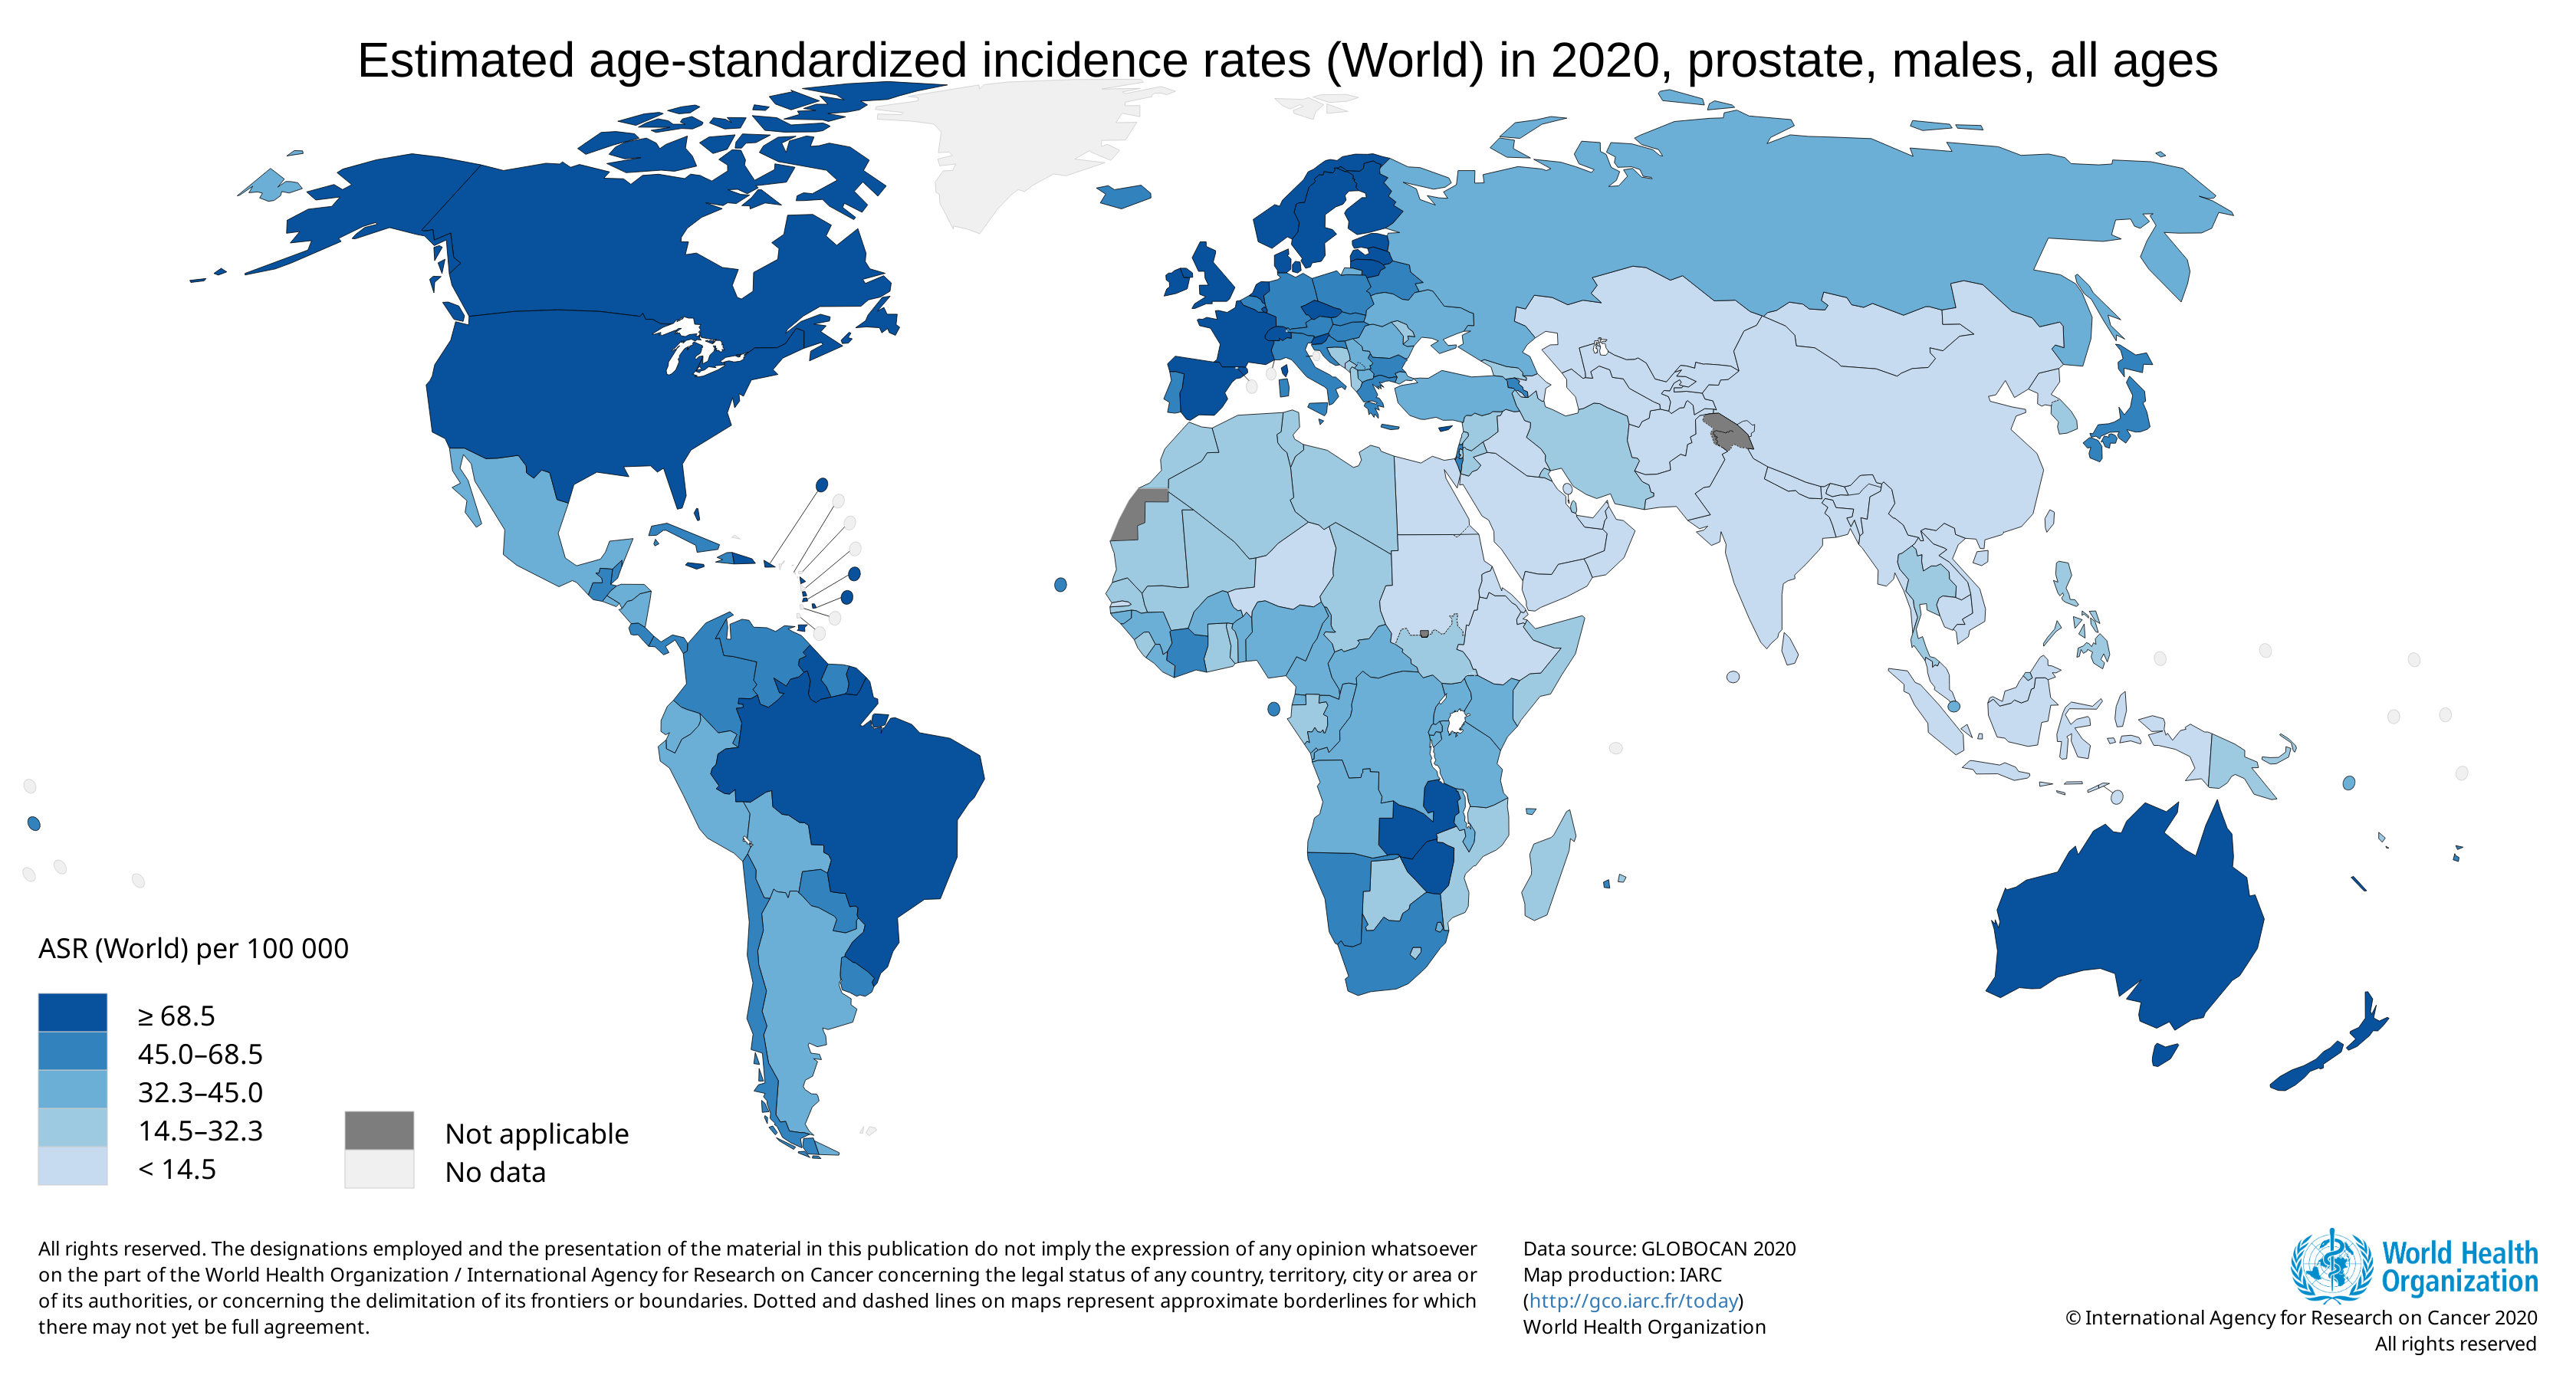 Estimated age-standardized incidence rates (World) in 2020, prostate, males, all ages
ASR (World) per 100 000
≥ 68.5
45.0–68.5
32.3–45.0
14.5–32.3
< 14.5
Not applicable
No data
All rights reserved. The designations employed and the presentation of the material in this publication do not imply the expression of any opinion whatsoever
on the part of the World Health Organization / International Agency for Research on Cancer concerning the legal status of any country, territory, city or area or
of its authorities, or concerning the delimitation of its frontiers or boundaries. Dotted and dashed lines on maps represent approximate borderlines for which
there may not yet be full agreement.
Data source: GLOBOCAN 2020
Map production: IARC
(http://gco.iarc.fr/today)
World Health Organization
World Health
Organization
© International Agency for Research on Cancer 2020
All rights reserved